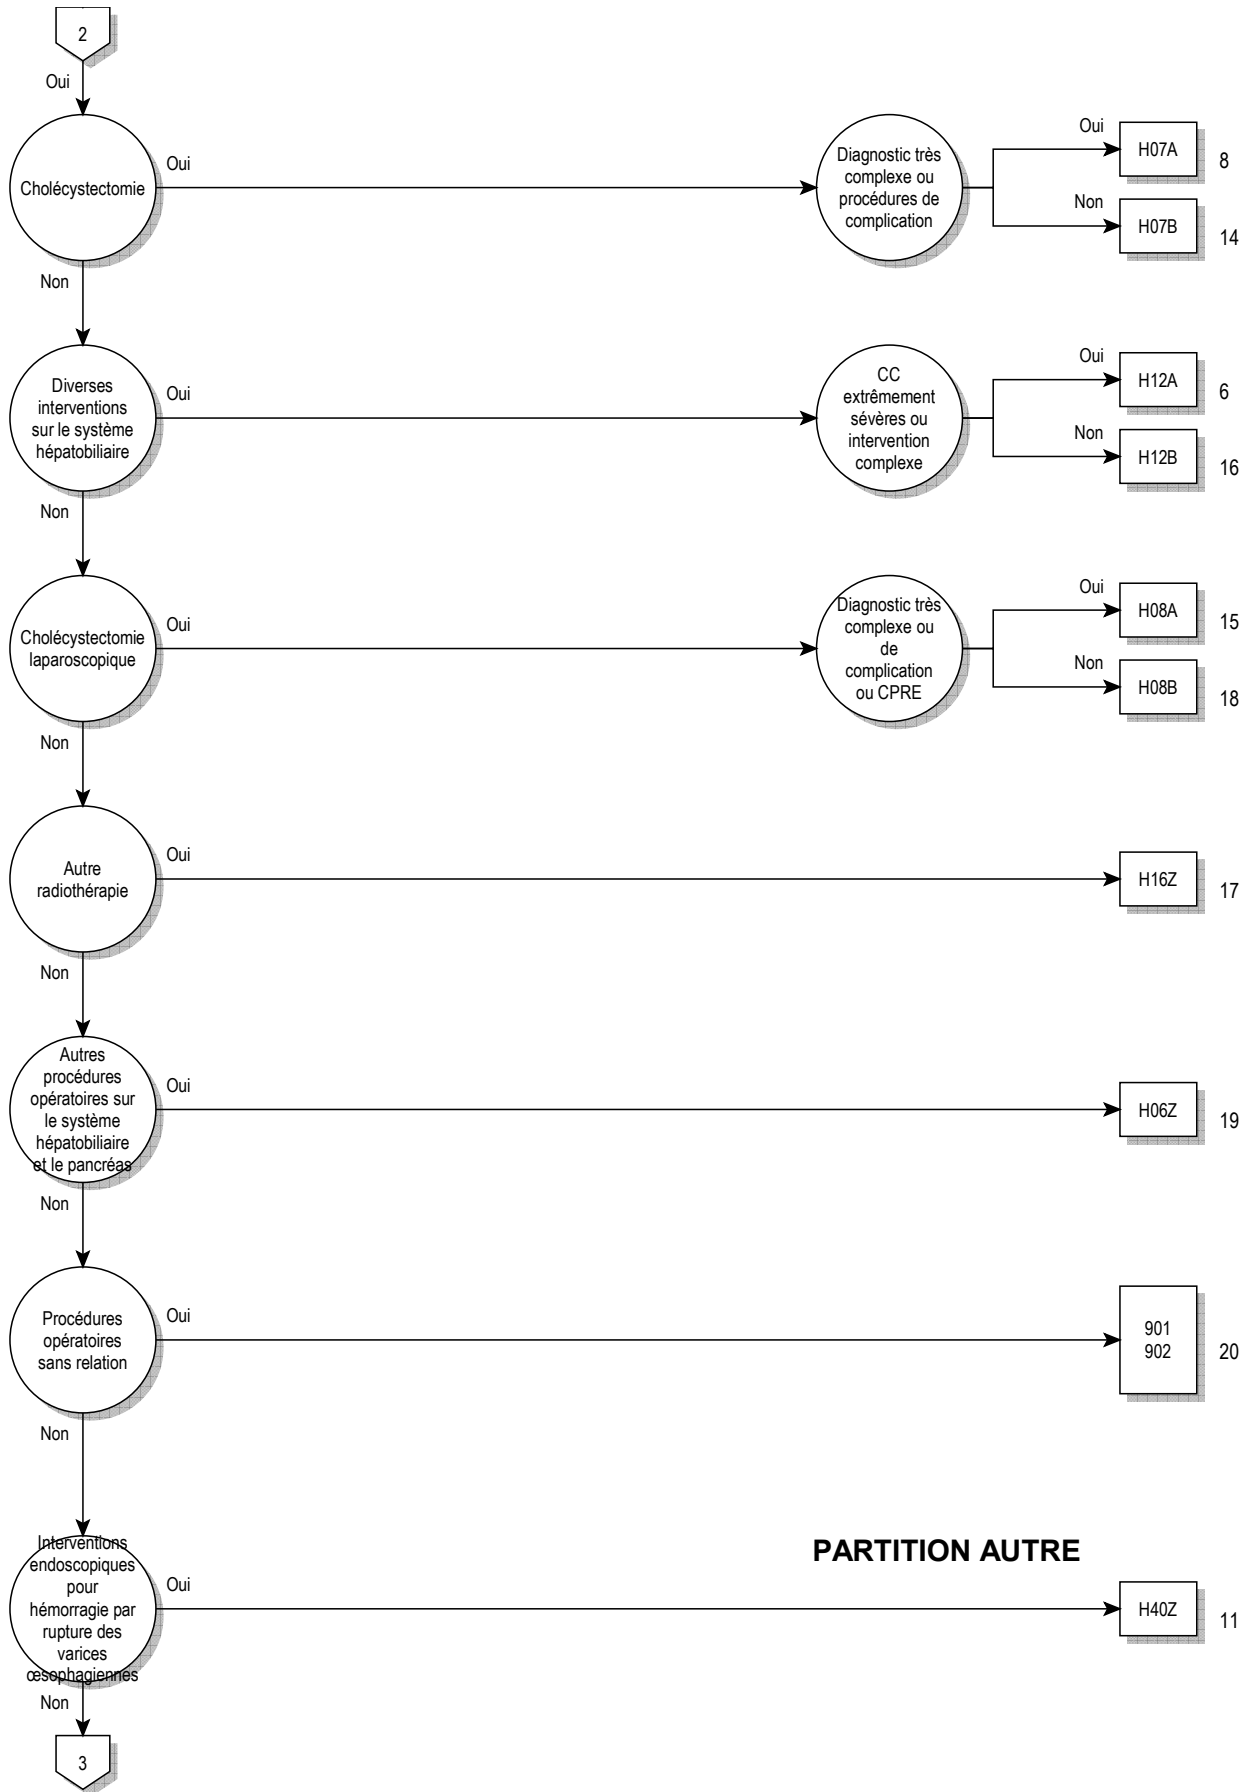 2
Oui
Cholécystectomie
Oui
Diagnostic très
complexe ou
procédures de
complication
Oui
H07A
8
Non
H07B
14
Non
Diverses
interventions
sur le système
hépatobiliaire
Oui
CC
extrêmement
sévères ou
intervention
complexe
Oui
H12A
6
Non
H12B
16
Non
Cholécystectomie
laparoscopique
Oui
Diagnostic très
complexe ou
de
complication
ou CPRE
Oui
H08A
15
Non
H08B
18
Non
Autre
radiothérapie
Oui
H16Z
17
Non
Autres
procédures
opératoires sur
le système
hépatobiliaire
et le pancréas
Oui
H06Z
19
Non
Procédures
opératoires
sans relation
Oui
901
902
20
Non
PARTITION AUTRE
Interventions
endoscopiques
pour
hémorragie par
rupture des
varices
œsophagiennes
Oui
H40Z
11
Non
3